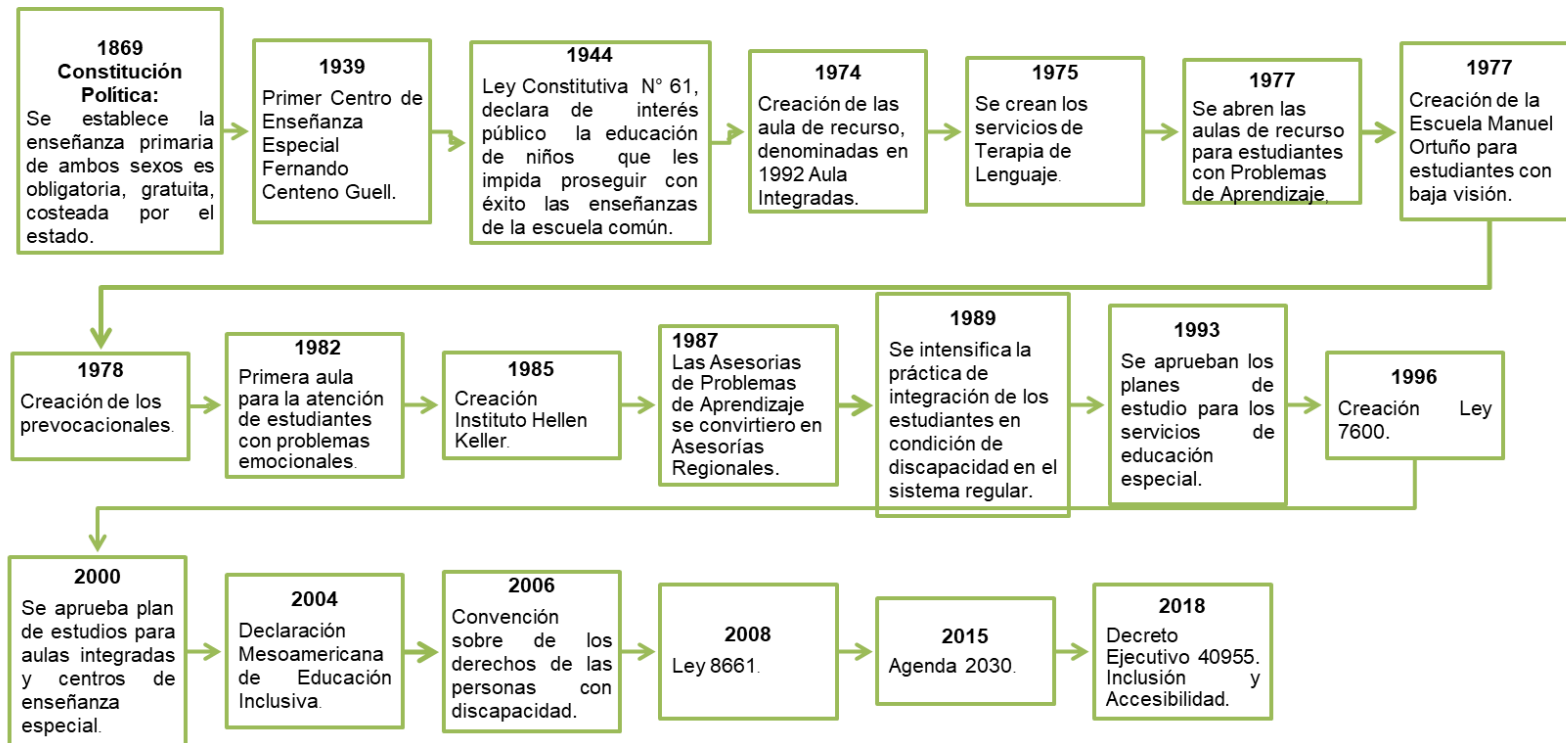 1869
Constitución
Política:
Se establece la
enseñanza primaria
de ambos sexos es
obligatoria, gratuita,
costeada por el
estado.
1939
Primer Centro de
Enseñanza
Especial
Fernando
Centeno Guell.
1944
Ley Constitutiva N° 61,
declara de interés
público la educación
de niños que les
impida proseguir con
éxito las enseñanzas
de la escuela común.
1974
Creación de las
aula de recurso,
denominadas en
1992 Aula
Integradas.
1975
Se crean los
servicios de
Terapia de
Lenguaje.
1977
Se abren las
aulas de recurso
para estudiantes
con Problemas
de Aprendizaje,
1977
Creación de la
Escuela Manuel
Ortuño para
estudiantes con
baja visión.
1978
Creación de los
prevocacionales.
1982
Primera aula
para la atención
de estudiantes
con problemas
emocionales.
1985
Creación
Instituto Hellen
Keller.
1987
Las Asesorias
de Problemas
de Aprendizaje
se convirtiero en
Asesorías
Regionales.
1989
Se intensifica la
práctica de
integración de los
estudiantes en
condición de
discapacidad en el
sistema regular.
1993
Se aprueban los
planes de
estudio para los
servicios de
educación
especial.
1996
Creación Ley
7600.
2000
Se aprueba plan
de estudios para
aulas integradas
y centros de
enseñanza
especial.
2004
Declaración
Mesoamericana
de Educación
Inclusiva.
2006
Convención
sobre de los
derechos de las
personas con
discapacidad.
2008
Ley 8661.
2015
Agenda 2030.
2018
Decreto
Ejecutivo 40955.
Inclusión y
Accesibilidad.